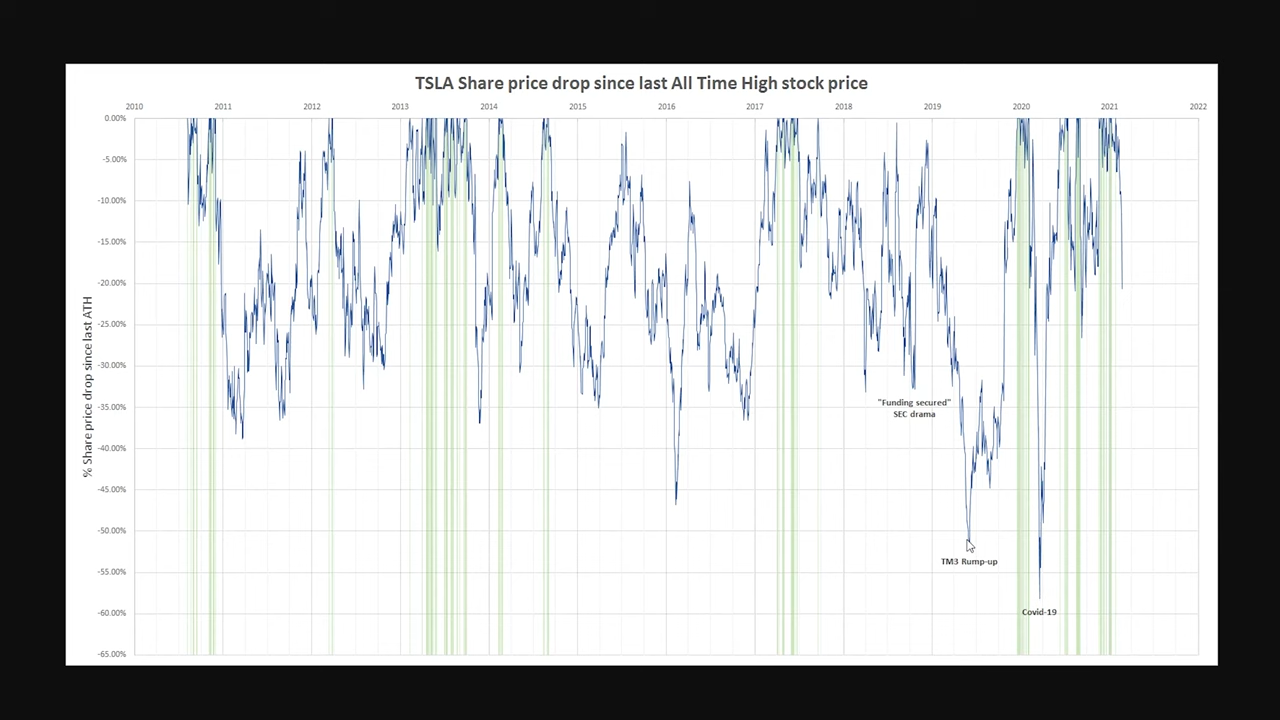 TSLA Share price drop since last All Time High stock price
2010 2011 2012 2013 2014 2015 2016 2017 2018 2019 2020 2021 2022
0.00%
-5.00%
-10.00%
-15.00%
-20.00%
-25.00%
-30.00%
-35.00%
-40.00%
-45.00%
-50.00%
-55.00%
-60.00%
-65.00%
% Share price drop since last ATH
"Funding secured"
SEC drama
TM3 Rump-up
Covid-19